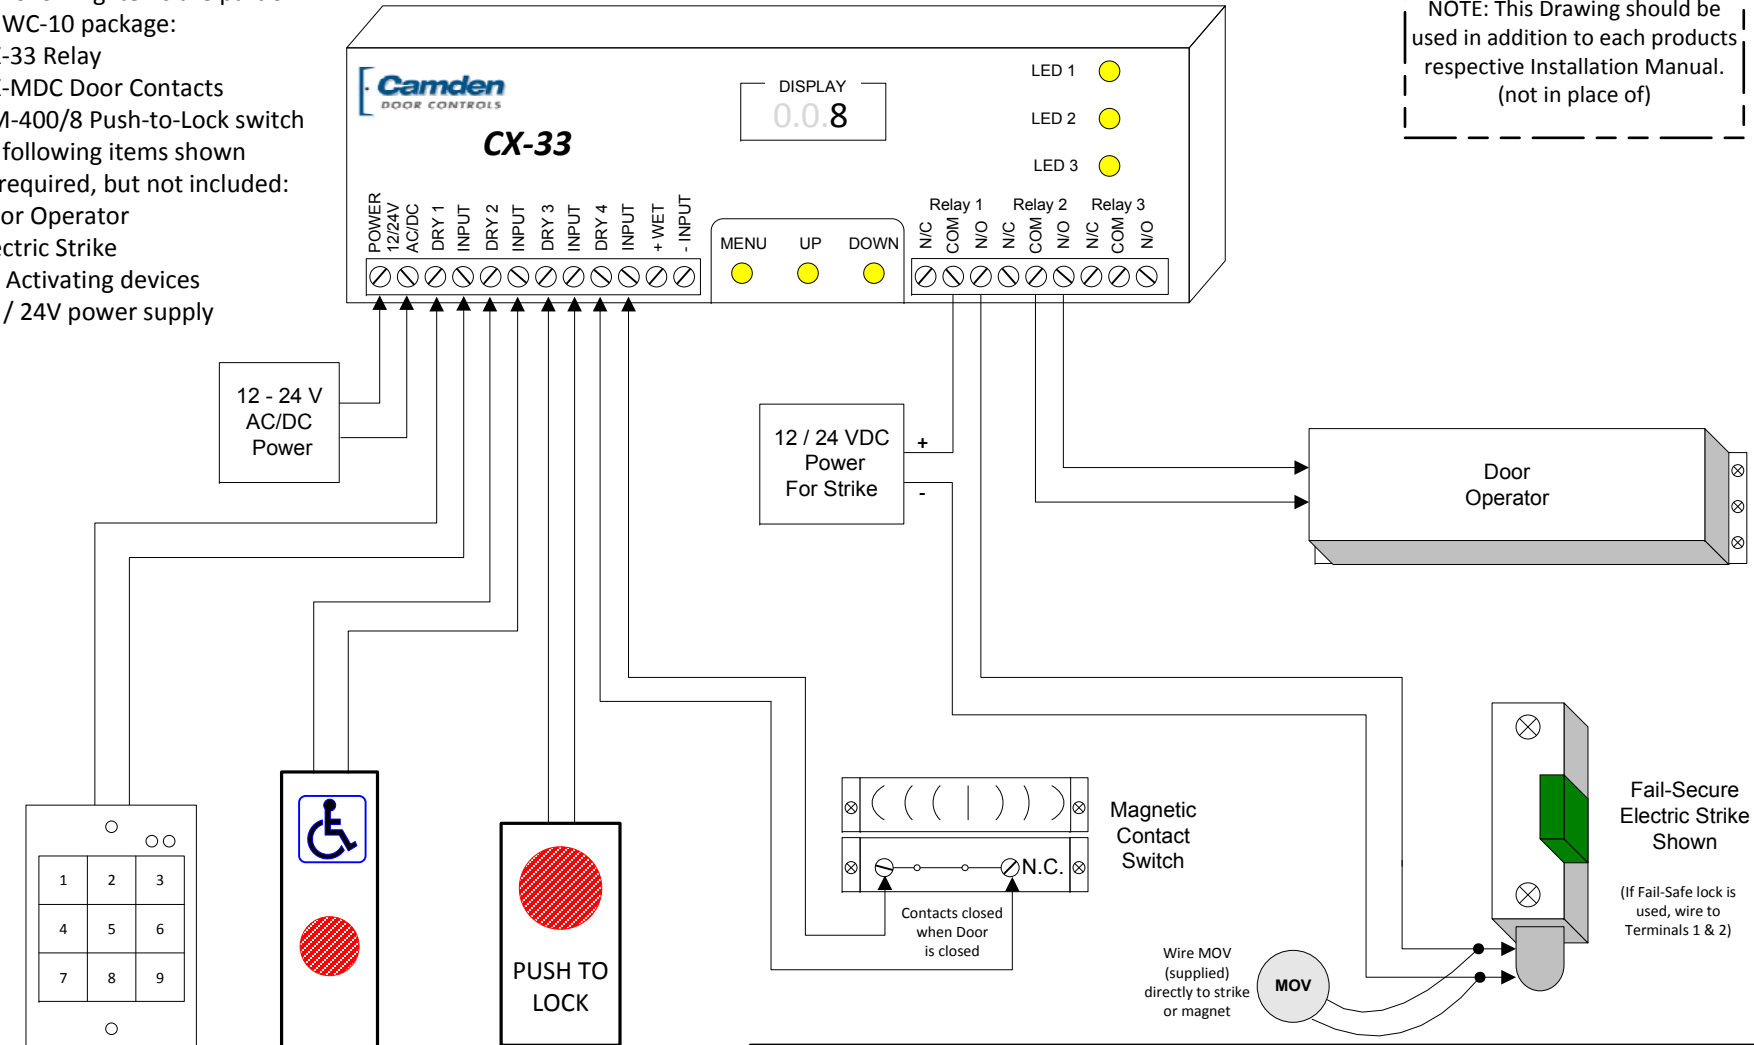 WC-10 package:
-33 Relay
-MDC Door Contacts
M-400/8 Push-to-Lock switch
following items shown
required, but not included:
or Operator
ectric Strike
Activating devices
/ 24V power supply
NOTE: This Drawing should be
used in addition to each products
respective Installation Manual.
(not in place of)
Camden
DOOR CONTROLS
CX-33
DISPLAY
0.0.8
LED 1
LED 2
LED 3
POWER
12/24V
AC/DC
DRY 1
INPUT
DRY 2
INPUT
DRY 3
INPUT
DRY 4
INPUT
+ WET
- INPUT
MENU UP DOWN
Relay 1 Relay 2 Relay 3
N/C
COM
N/O
N/C
COM
N/O
N/C
COM
N/O
12 - 24 V
AC/DC
Power
12 / 24 VDC
Power
For Strike
+
-
Door
Operator
1 2 3
4 5 6
7 8 9
PUSH TO
LOCK
N.C.
Magnetic
Contact
Switch
Contacts closed
when Door
is closed
Fail-Secure
Electric Strike
Shown
(If Fail-Safe lock is
used, wire to
Terminals 1 & 2)
Wire MOV
(supplied)
directly to strike
or magnet
MOV